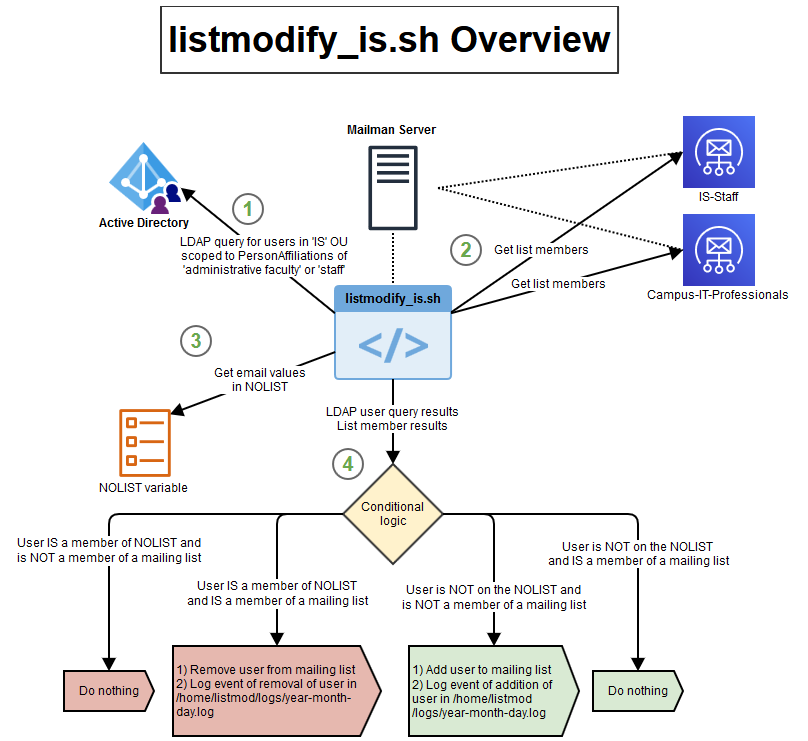 listmodify_is.sh Overview
Mailman Server
Active Directory
1
LDAP query for users in 'IS' OU
scoped to PersonAffiliations of
'administrative faculty' or 'staff'
IS-Staff
2
Get list members
Get list members
Campus-IT-Professionals
listmodify_is.sh
</>
3
Get email values
in NOLIST
NOLIST variable
LDAP user query results
List member results
4
Conditional
logic
User IS a member of NOLIST and
is NOT a member of a mailing list
User IS a member of NOLIST
and IS a member of a mailing list
User is NOT on the NOLIST and
is NOT a member of a mailing list
User is NOT on the NOLIST
and IS a member of a mailing list
Do nothing
1) Remove user from mailing list
2) Log event of removal of user in
/home/listmod/logs/year-month-
day.log
1) Add user to mailing list
2) Log event of addition of
user in /home/listmod
/logs/year-month-day.log
Do nothing